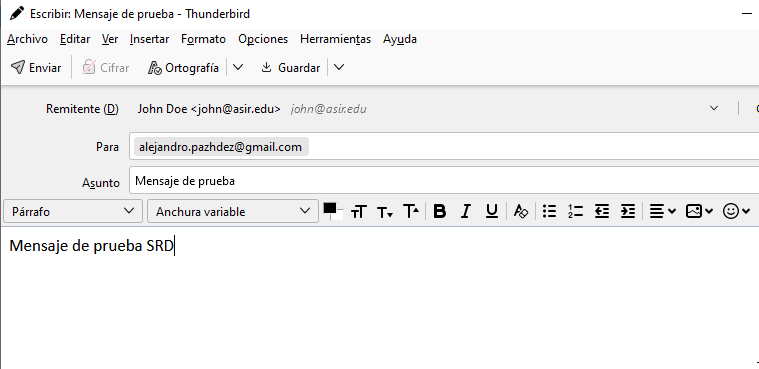 Escribir: Mensaje de prueba - Thunderbird
Archivo Editar Ver Insertar Formato Opciones Herramientas Ayuda
Enviar Cifrar Ortografía Guardar
Remitente (D) John Doe <john@asir.edu> john@asir.edu
Para alejandro.pazhdez@gmail.com
Asunto Mensaje de prueba
Párrafo Anchura variable
Mensaje de prueba SRD